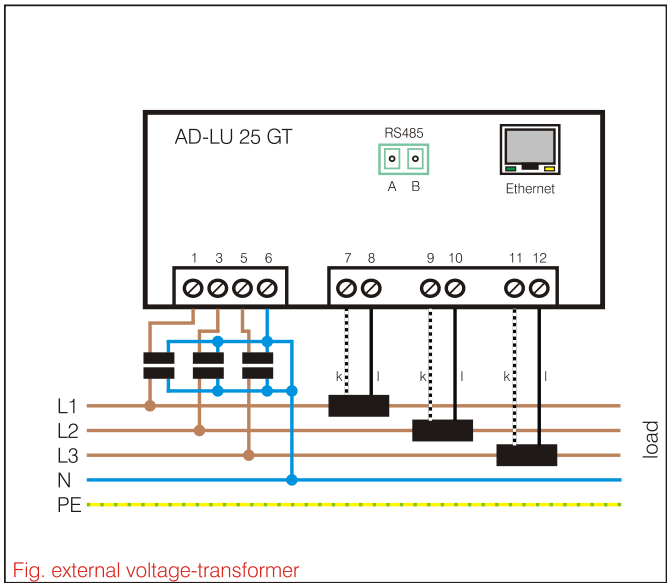 AD-LU 25 GT
RS485
A B
Ethernet
1 3 5 6 7 8 9 10 11 12
k l k l k l
L1
L2
L3
N
PE
load
Fig. external voltage-transformer